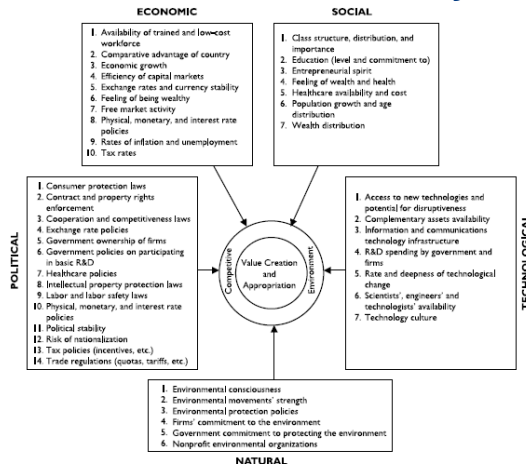 ECONOMIC
1. Availability of trained and low-cost
workforce
2. Comparative advantage of country
3. Economic growth
4. Efficiency of capital markets
5. Exchange rates and currency stability
6. Feeling of being wealthy
7. Free market activity
8. Physical, monetary, and interest rate
policies
9. Rates of inflation and unemployment
10. Tax rates
SOCIAL
1. Class structure, distribution, and
importance
2. Education (level and commitment to)
3. Entrepreneurial spirit
4. Feeling of wealth and health
5. Healthcare availability and cost
6. Population growth and age
distribution
7. Wealth distribution
POLITICAL
1. Consumer protection laws
2. Contract and property rights
enforcement
3. Cooperation and competitiveness laws
4. Exchange rate policies
5. Government ownership of firms
6. Government policies on participating
in basic R&D
7. Healthcare policies
8. Intellectual property protection laws
9. Labor and labor safety laws
10. Physical, monetary, and interest rate
policies
11. Political stability
12. Risk of nationalization
13. Tax policies (incentives, etc.)
14. Trade regulations (quotas, tariffs, etc.)
Competitive
Value Creation
and
Appropriation
Environment
1. Access to new technologies and
potential for disruptiveness
2. Complementary assets availability
3. Information and communications
technology infrastructure
4. R&D spending by government and
firms
5. Rate and deepness of technological
change
6. Scientists', engineers' and
technologists' availability
7. Technology culture
TECHNOLOGICAL
1. Environmental consciousness
2. Environmental movements' strength
3. Environmental protection policies
4. Firms' commitment to the environment
5. Government commitment to protecting the environment
6. Nonprofit environmental organizations
NATURAL